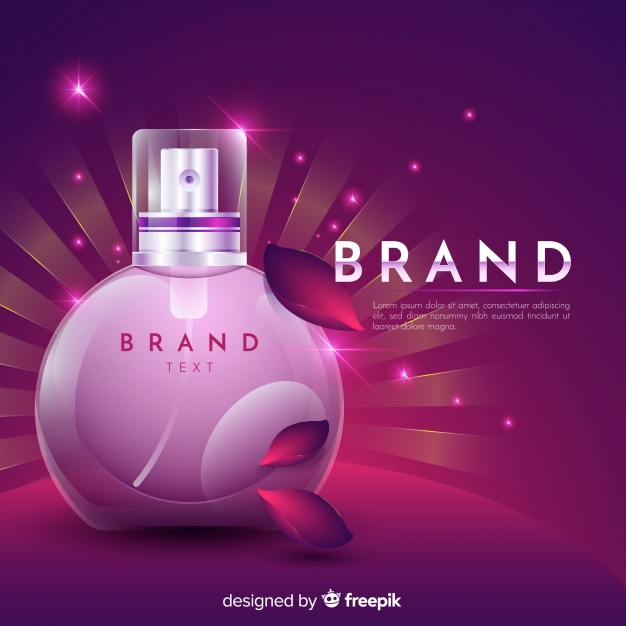 BRAND
TEXT
BRAND
Lorem ipsum dolor sit amet, consectetuer adipiscing
elit, sed diam nonummy nibh euismod tincidunt ut
laoreet dolore magna.
designed by freepik